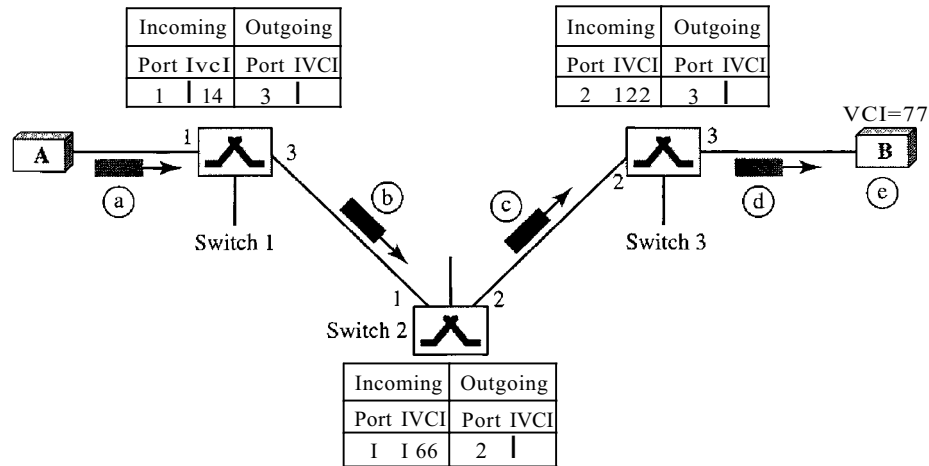 Incoming Outgoing
Port IvcI Port IVCI
1 | 14 3 |
Incoming Outgoing
Port IVCI Port IVCI
2 122 3 |
VCI=77
A
1
3
a
b
c
2
3
d
B
e
Switch 1
Switch 3
1
2
Switch 2
Incoming Outgoing
Port IVCI Port IVCI
I I 66 2 |